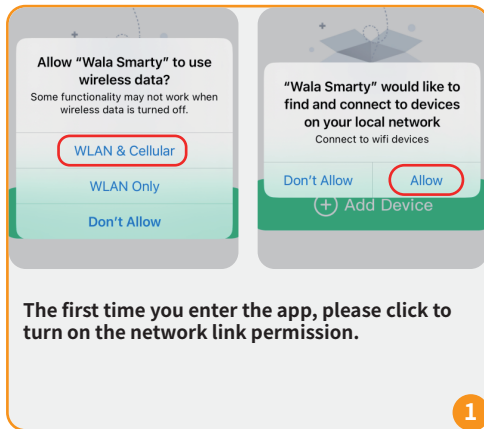 Allow “Wala Smarty” to use
wireless data?
Some functionality may not work when
wireless data is turned off.
WLAN & Cellular
WLAN Only
Don’t Allow
“Wala Smarty” would like to
find and connect to devices
on your local network
Connect to wifi devices
Don’t Allow
Allow
Add Device
The first time you enter the app, please click to
turn on the network link permission.
1